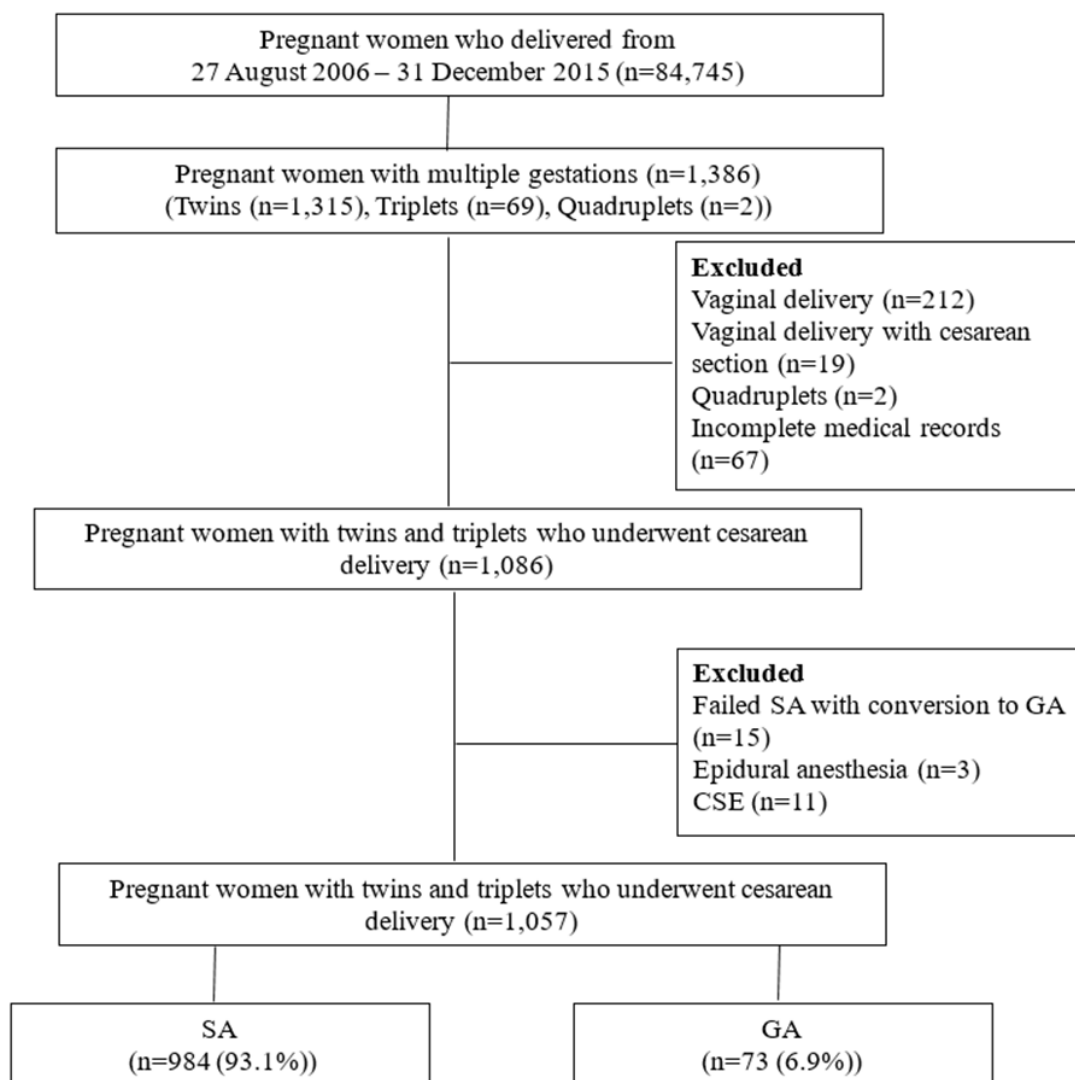 Pregnant women who delivered from
27 August 2006 – 31 December 2015 (n=84,745)
Pregnant women with multiple gestations (n=1,386)
(Twins (n=1,315), Triplets (n=69), Quadruplets (n=2))
Excluded
Vaginal delivery (n=212)
Vaginal delivery with cesarean
section (n=19)
Quadruplets (n=2)
Incomplete medical records
(n=67)
Pregnant women with twins and triplets who underwent cesarean
delivery (n=1,086)
Excluded
Failed SA with conversion to GA
(n=15)
Epidural anesthesia (n=3)
CSE (n=11)
Pregnant women with twins and triplets who underwent cesarean
delivery (n=1,057)
SA
(n=984 (93.1%))
GA
(n=73 (6.9%))